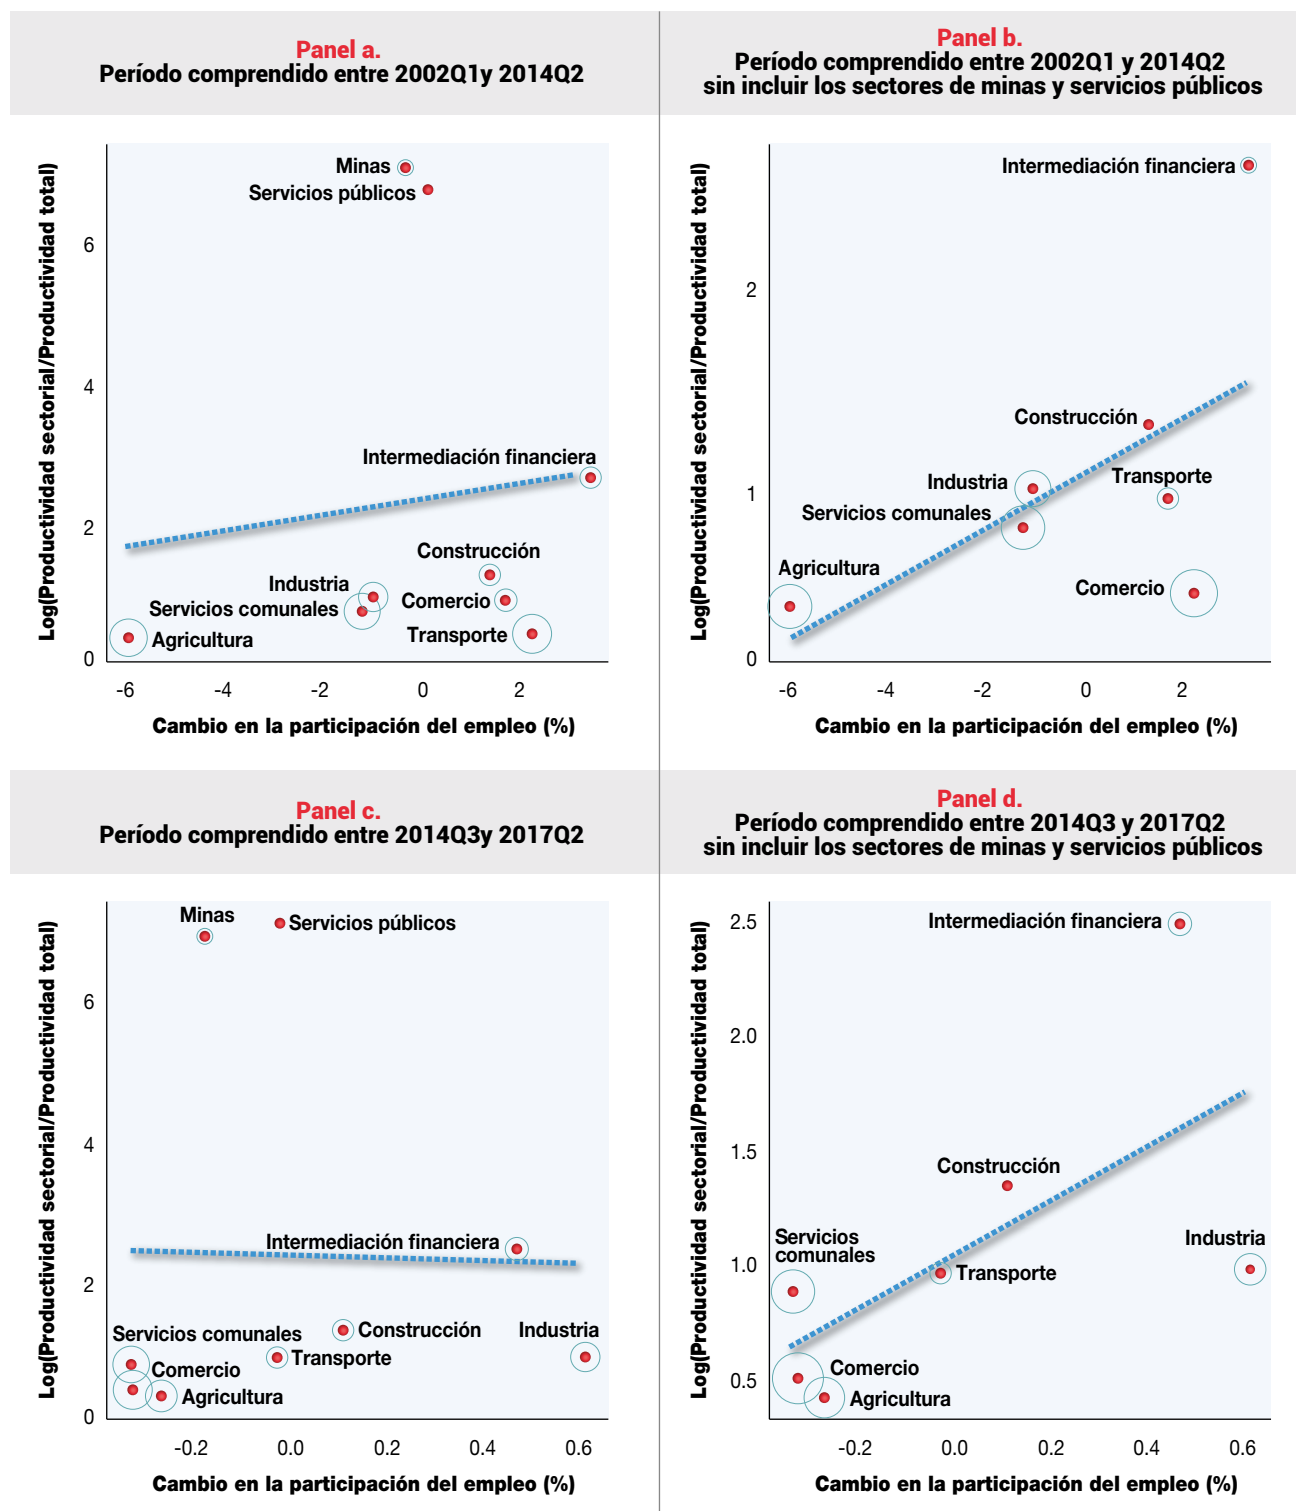 Panel a.
Período comprendido entre 2002Q1y 2014Q2
Log(Productividad sectorial/Productividad total)
Minas
Servicios públicos
6
4
Intermediación financiera
2
Construcción
Industria
Comercio
Servicios comunales
Transporte
Agricultura
0
-6
-4
-2
0
2
Cambio en la participación del empleo (%)
Panel b.
Período comprendido entre 2002Q1 y 2014Q2
sin incluir los sectores de minas y servicios públicos
Log(Productividad sectorial/Productividad total)
Intermediación financiera
2
Construcción
Industria
Transporte
1
Servicios comunales
Agricultura
Comercio
0
-6
-4
-2
0
2
Cambio en la participación del empleo (%)
Panel c.
Período comprendido entre 2014Q3y 2017Q2
Log(Productividad sectorial/Productividad total)
Minas
Servicios públicos
6
4
Intermediación financiera
2
Servicios comunales
Construcción
Industria
Transporte
Comercio
Agricultura
0
-0.2
0.0
0.2
0.4
0.6
Cambio en la participación del empleo (%)
Panel d.
Período comprendido entre 2014Q3 y 2017Q2
sin incluir los sectores de minas y servicios públicos
Log(Productividad sectorial/Productividad total)
2.5
Intermediación financiera
2.0
1.5
Construcción
Servicios
comunales
Industria
1.0
Transporte
Comercio
0.5
Agricultura
-0.2
0.0
0.2
0.4
0.6
Cambio en la participación del empleo (%)